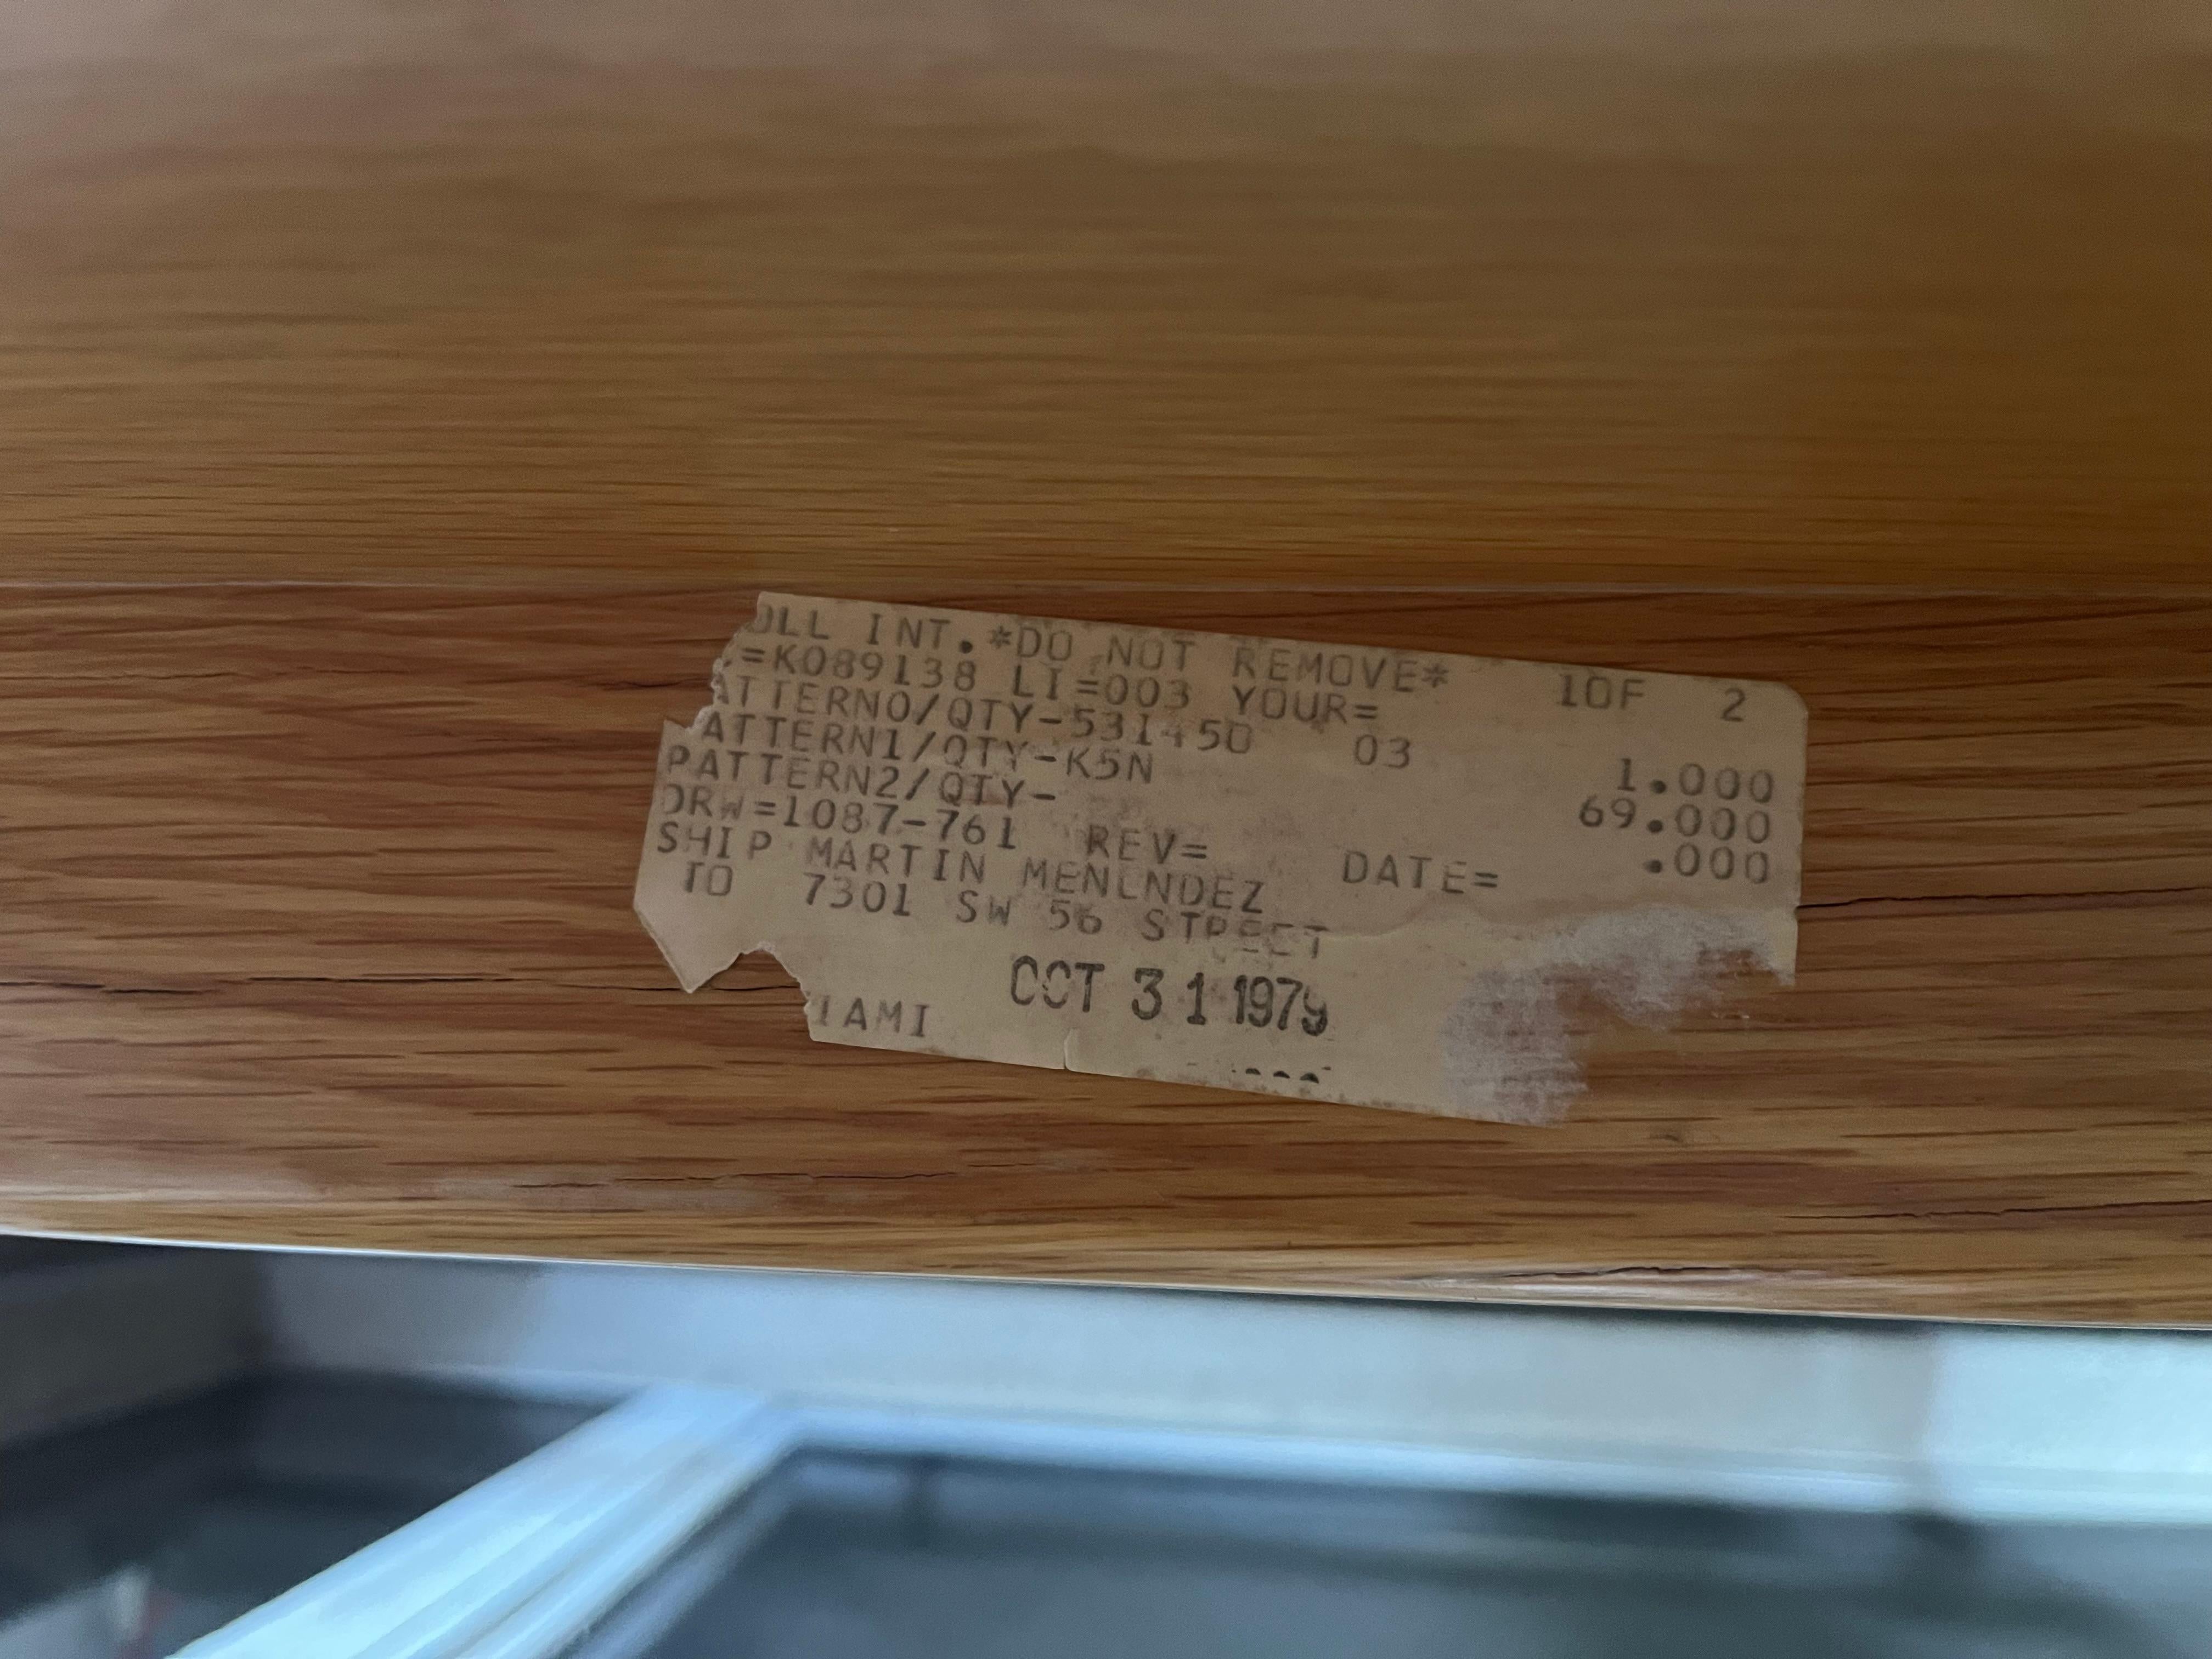 OLL INT.*DO NOT REMOVE* 1OF 2
=K089138 LI=003 YOUR=
ATTERN0/QTY-531450 03 1.000
ATTERN1/QTY-K5N 69.000
PATTERN2/QTY- .000
DRW=1087-761 REV= DATE=
SHIP MARTIN MENENDEZ
TO 7301 SW 56 STREET
OCT 31 1979
IAMI